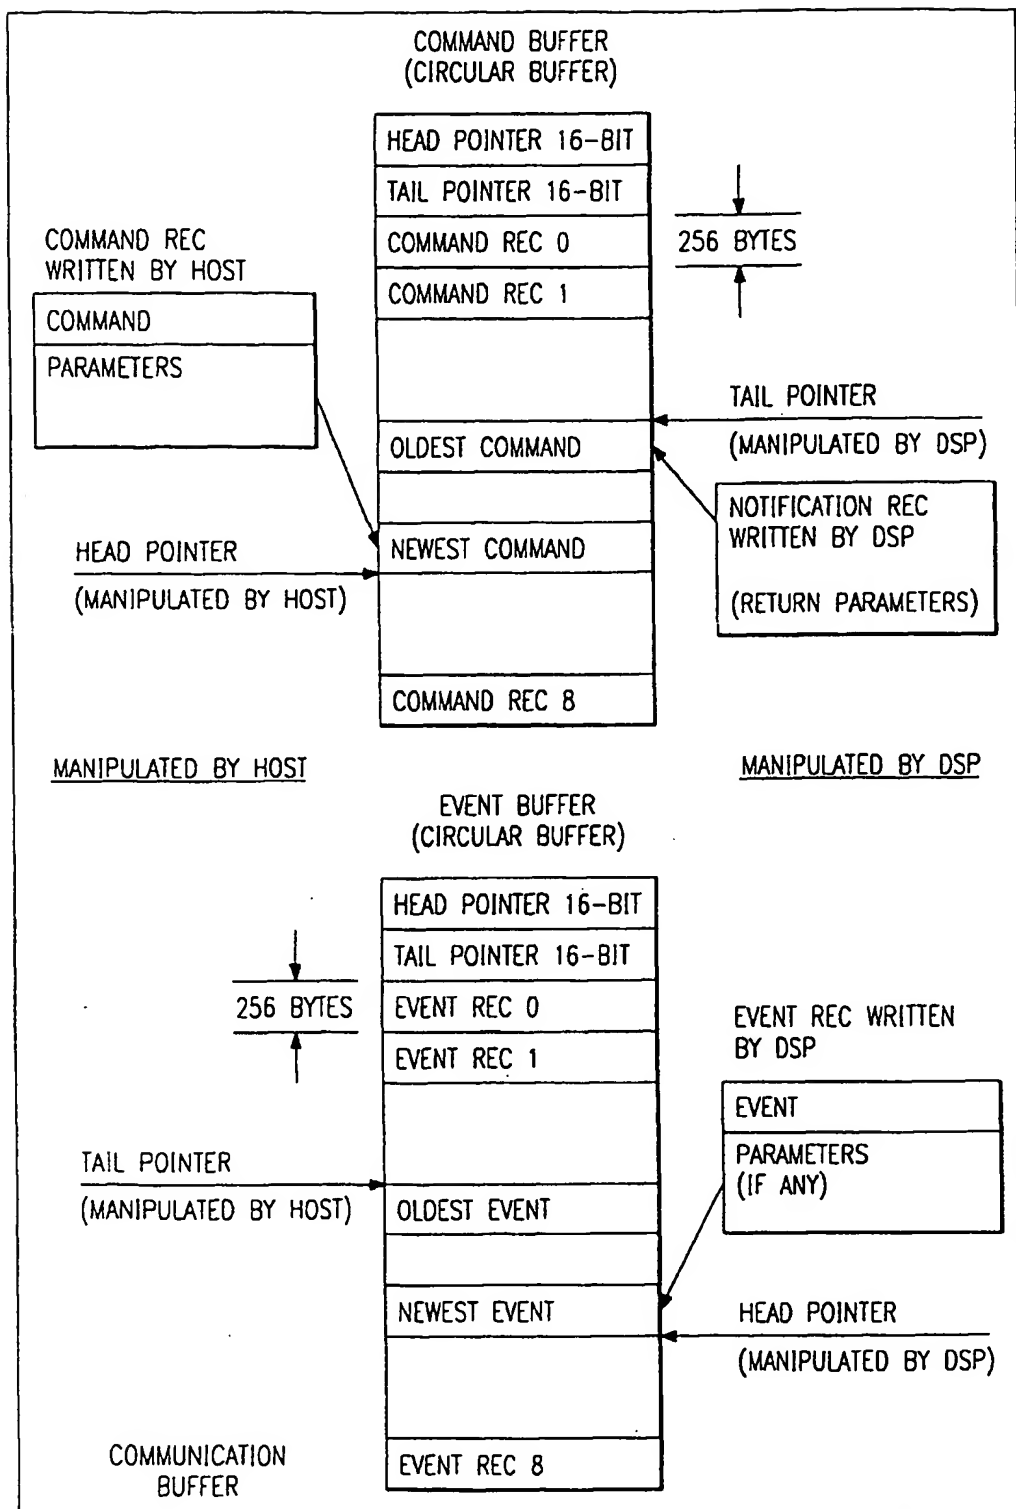 COMMAND BUFFER
(CIRCULAR BUFFER)
HEAD POINTER 16-BIT
TAIL POINTER 16-BIT
COMMAND REC 0
256 BYTES
COMMAND REC 1
COMMAND REC
WRITTEN BY HOST
COMMAND
PARAMETERS
TAIL POINTER
(MANIPULATED BY DSP)
OLDEST COMMAND
NOTIFICATION REC
WRITTEN BY DSP
(RETURN PARAMETERS)
NEWEST COMMAND
HEAD POINTER
(MANIPULATED BY HOST)
COMMAND REC 8
MANIPULATED BY HOST
MANIPULATED BY DSP
EVENT BUFFER
(CIRCULAR BUFFER)
HEAD POINTER 16-BIT
TAIL POINTER 16-BIT
256 BYTES
EVENT REC 0
EVENT REC 1
EVENT REC WRITTEN
BY DSP
EVENT
PARAMETERS
(IF ANY)
TAIL POINTER
(MANIPULATED BY HOST)
OLDEST EVENT
NEWEST EVENT
HEAD POINTER
(MANIPULATED BY DSP)
COMMUNICATION
BUFFER
EVENT REC 8